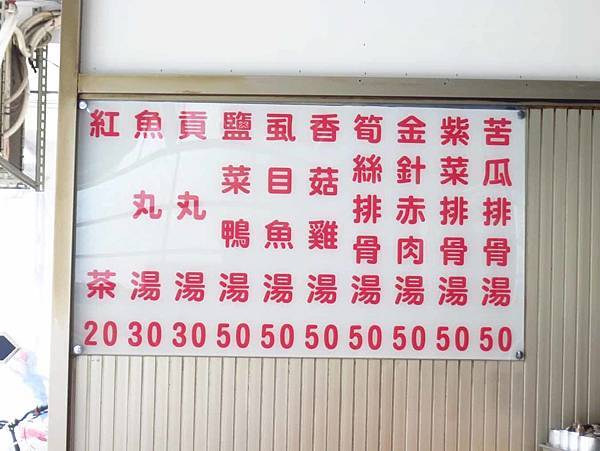 苦瓜排骨湯 50
紫菜排骨湯 50
金針赤肉湯 50
筍絲排骨湯 50
香菇雞湯 50
虱目魚湯 50
鹽菜鴨湯 50
貢丸湯 30
魚丸湯 30
紅茶 20